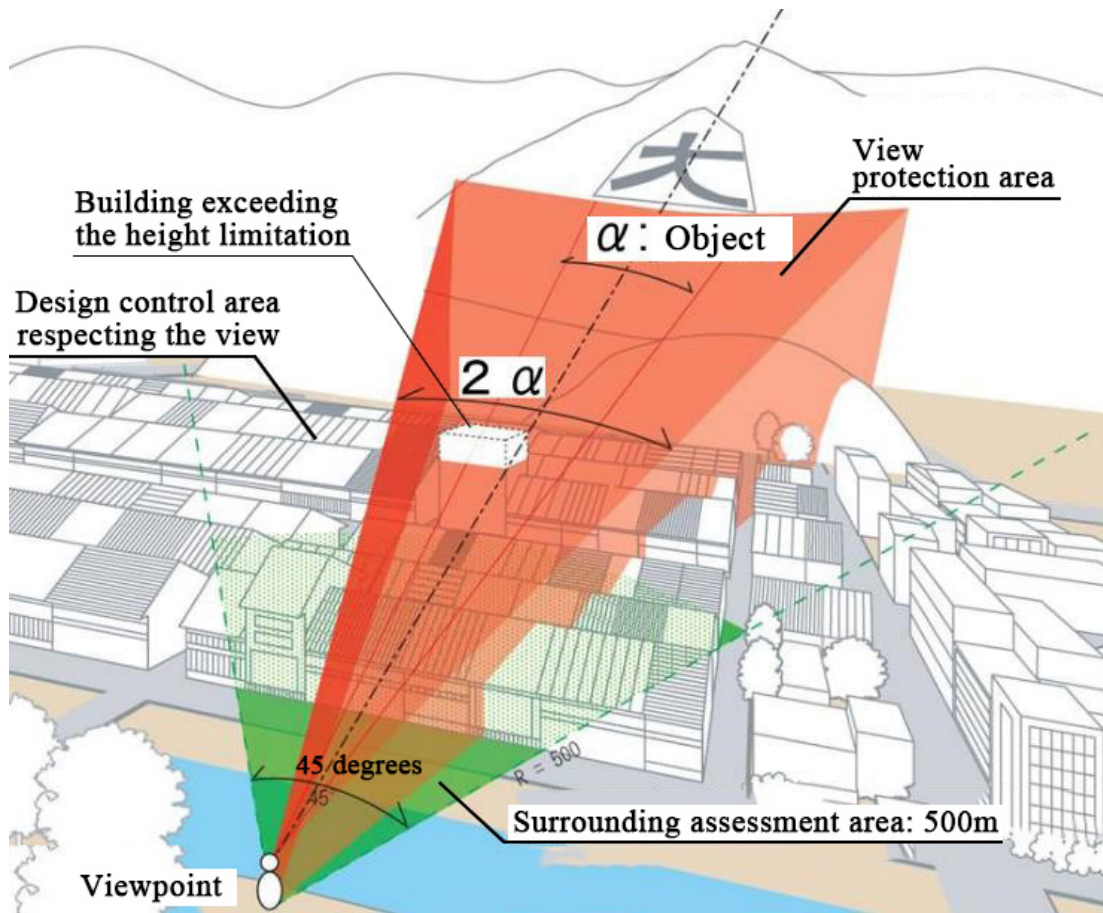 大
View
protection area
Building exceeding
the height limitation
α: Object
Design control area
respecting the view
2 α
45 degrees
45
R = 500
Surrounding assessment area: 500m
Viewpoint